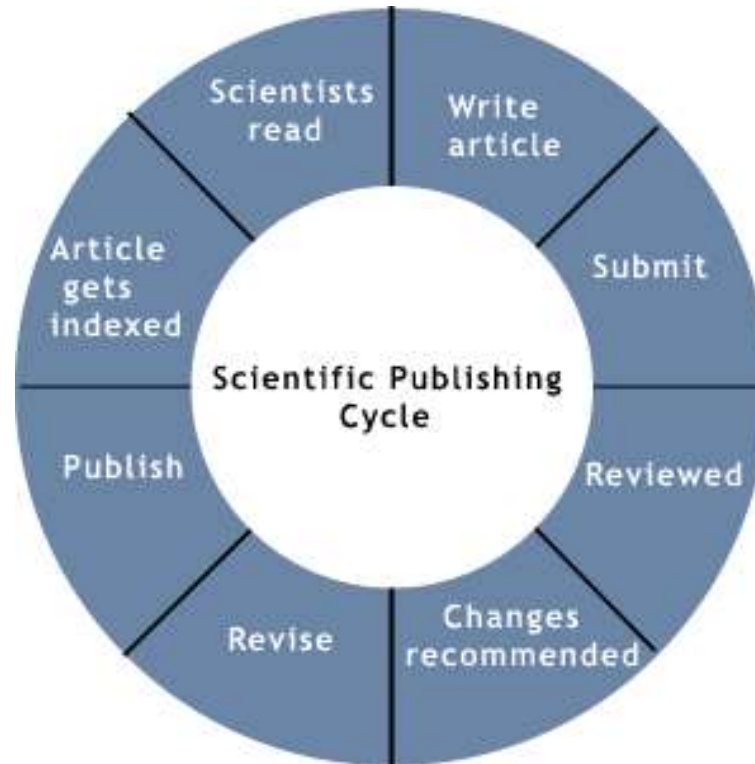 Scientific Publishing
Cycle
Write
article
Submit
Reviewed
Changes
recommended
Revise
Publish
Article
gets
indexed
Scientists
read